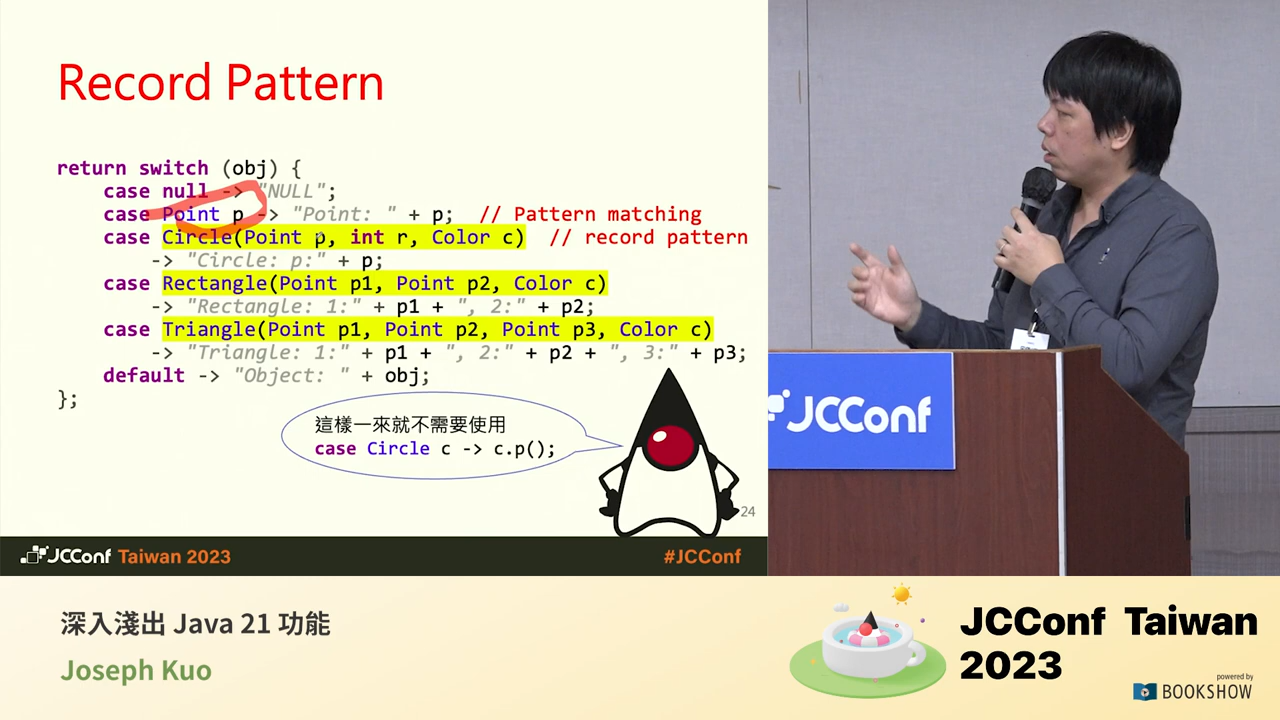 Record Pattern
return switch (obj) {
case null -> "NULL";
case Point p -> "Point: " + p; // Pattern matching
case Circle(Point p, int r, Color c) // record pattern
-> "Circle: p:" + p;
case Rectangle(Point p1, Point p2, Color c)
-> "Rectangle: 1:" + p1 + ", 2:" + p2;
case Triangle(Point p1, Point p2, Point p3, Color c)
-> "Triangle: 1:" + p1 + ", 2:" + p2 + ", 3:" + p3;
default -> "Object: " + obj;
};
這樣一來就不需要使用
case Circle c -> c.p();
24
JCConf Taiwan 2023
#JCConf
JCConf
深入淺出 Java 21 功能
Joseph Kuo
JCConf Taiwan
2023
powered by
BOOKSHOW